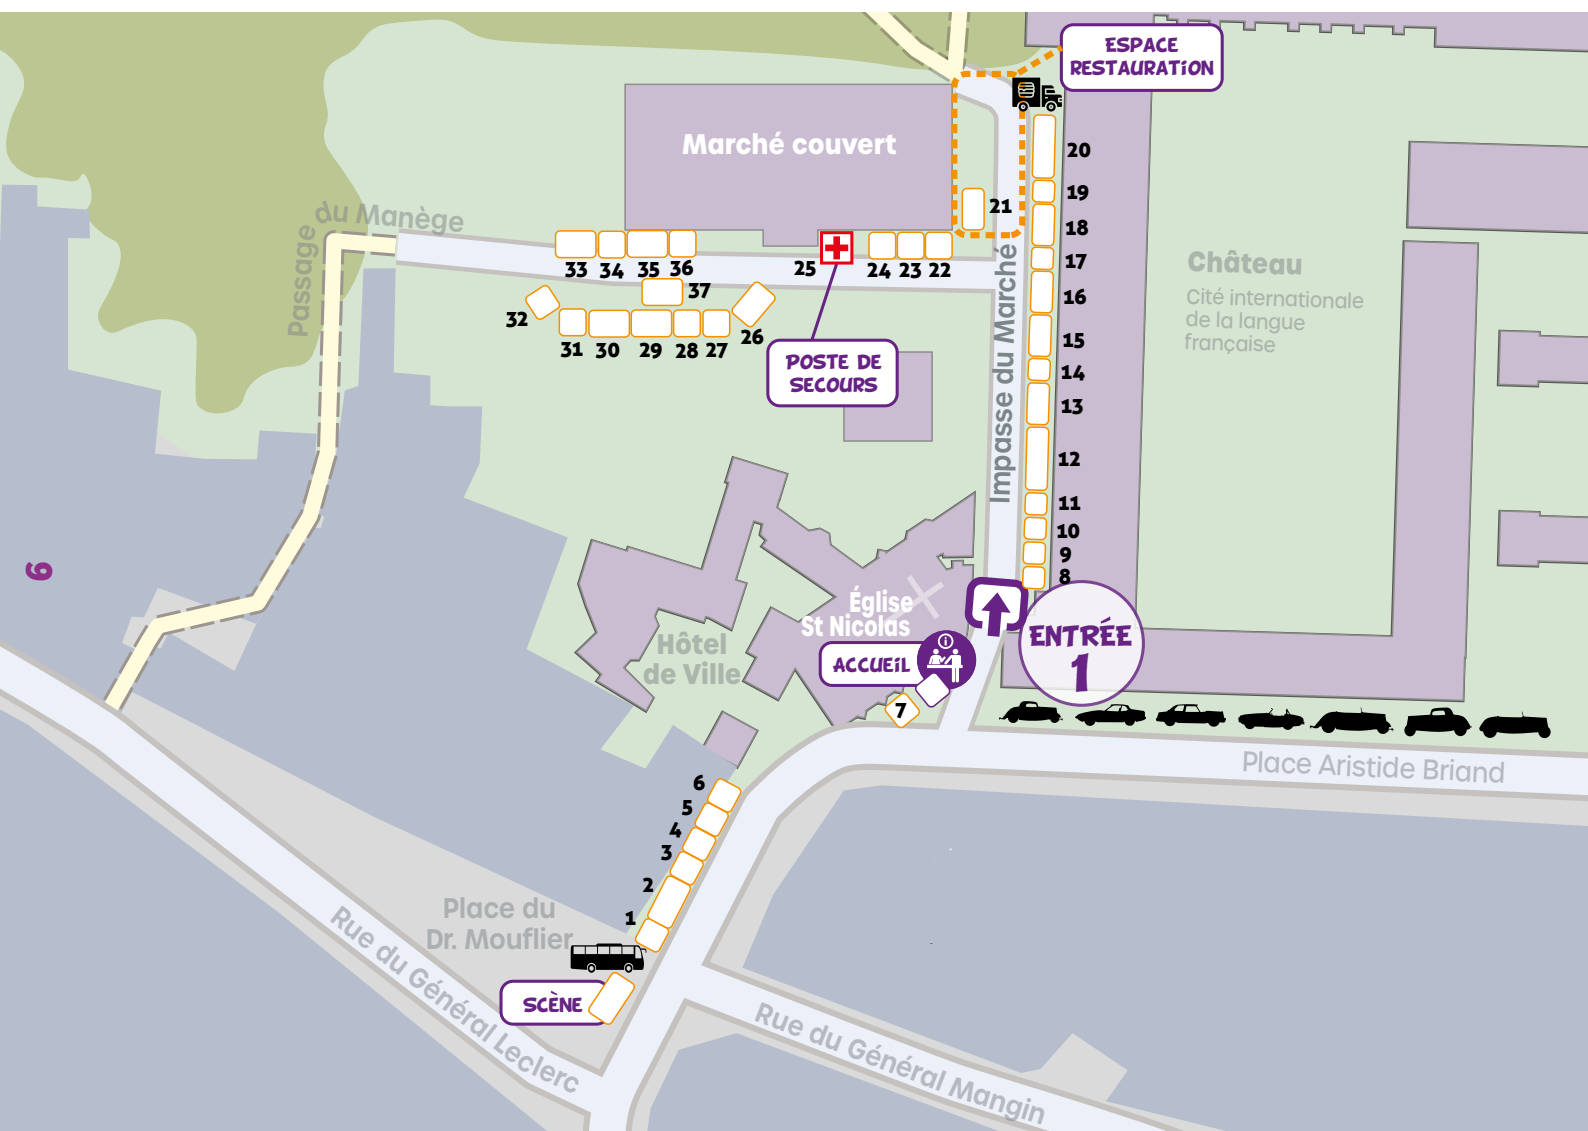 ESPACE
RESTAURATION
Marché couvert
20
19
18
17
16
15
14
13
12
11
10
9
8
21
du Manège
Passage
33
34
35
36
25
24
23
22
37
32
31
30
29
28
27
26
POSTE DE
SECOURS
Impasse du Marché
Château
Cité internationale
de la langue
française
6
Église
St Nicolas
Hôtel
de Ville
ACCUEIL
ENTRÉE
1
7
Place Aristide Briand
6
5
4
3
2
1
Place du
Dr. Mouflier
SCÈNE
Rue du Général Leclerc
Rue du Général Mangin